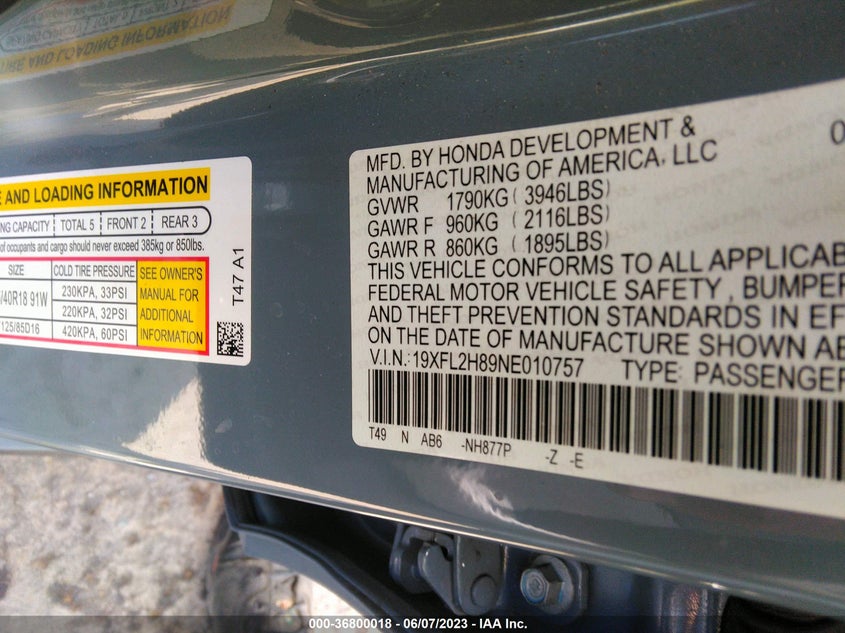 E AND LOADING INFORMATION
NG CAPACITY TOTAL 5 FRONT 2 REAR 3
of occupants and cargo should never exceed 385kg or 850lbs.
SIZE COLD TIRE PRESSURE SEE OWNER'S MANUAL FOR ADDITIONAL INFORMATION
/40R18 91W 230KPA, 33PSI
220KPA, 32PSI
125/85D16 420KPA, 60PSI
T47 A1
MFD. BY HONDA DEVELOPMENT &
MANUFACTURING OF AMERICA, LLC
GVWR 1790KG ( 3946LBS)
GAWR F 960KG ( 2116LBS)
GAWR R 860KG ( 1895LBS)
THIS VEHICLE CONFORMS TO ALL APPLICAB
FEDERAL MOTOR VEHICLE SAFETY , BUMPER
AND THEFT PREVENTION STANDARDS IN EF
ON THE DATE OF MANUFACTURE SHOWN AB
V.I.N.: 19XFL2H89NE010757 TYPE: PASSENGER
T49 N AB6 -NH877P -Z -E
000-36800018 - 06/07/2023 - IAA Inc.